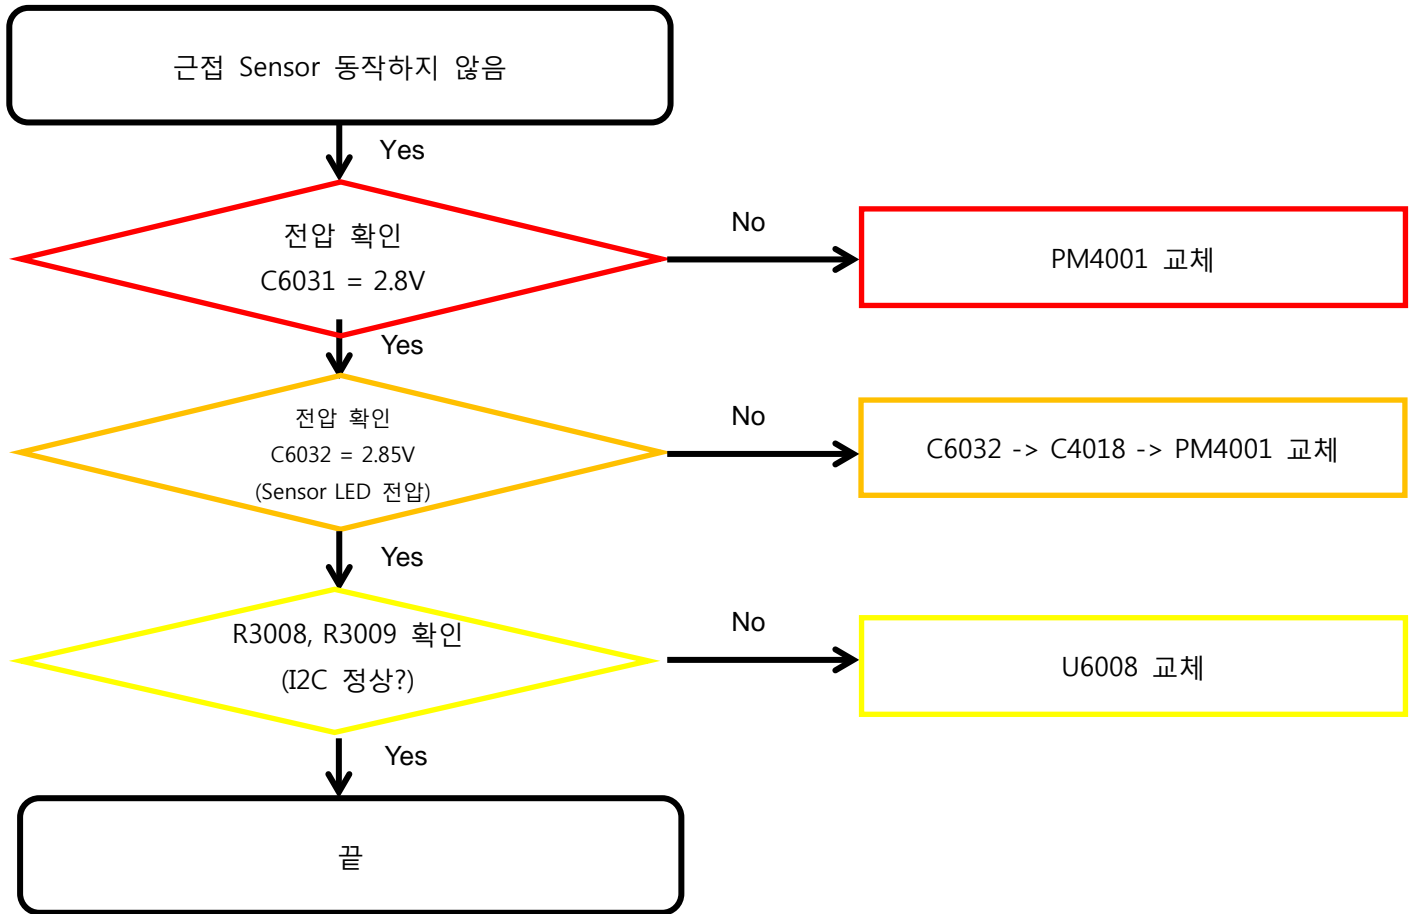 근접 Sensor 동작하지 않음
Yes
전압 확인
C6031 = 2.8V
No
PM4001 교체
Yes
전압 확인
C6032 = 2.85V
(Sensor LED 전압)
No
C6032 -> C4018 -> PM4001 교체
Yes
R3008, R3009 확인
(I2C 정상?)
No
U6008 교체
Yes
끝